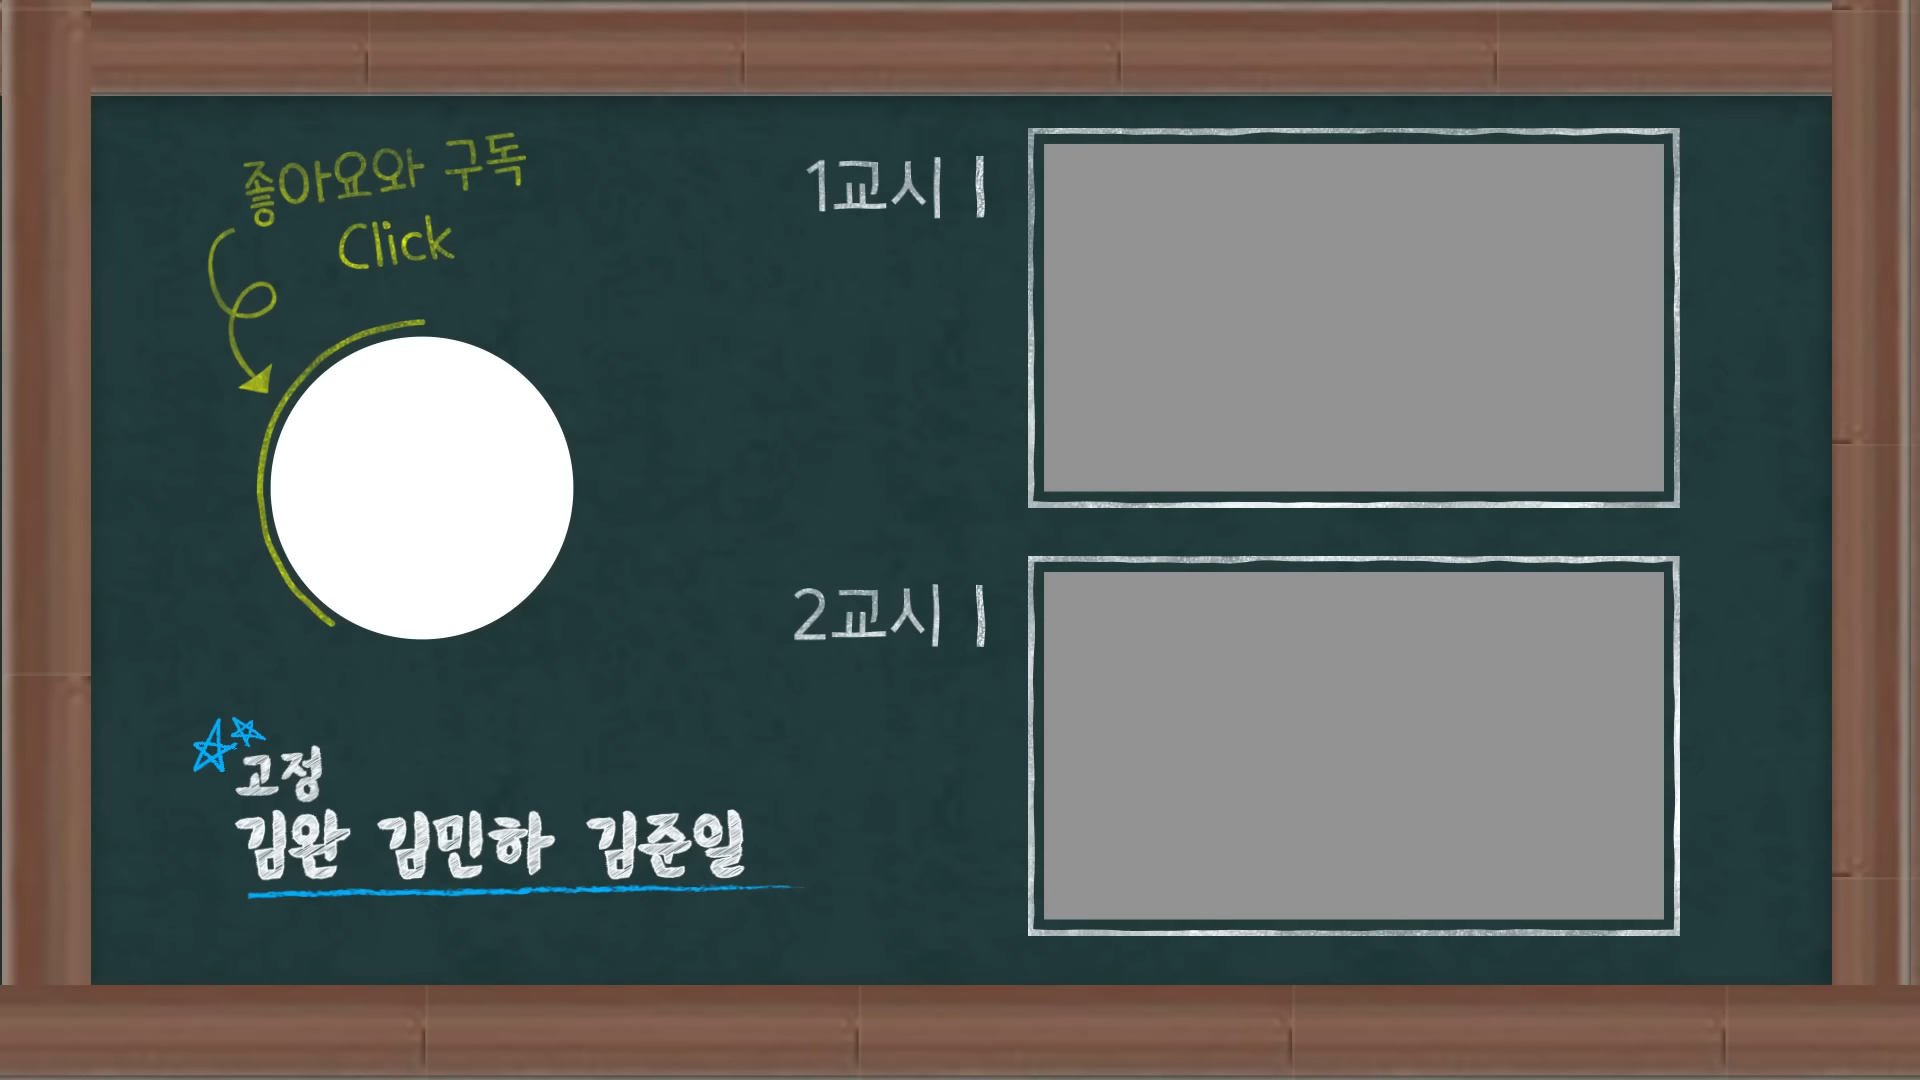 좋아요와 구독
Click
1교시 |
2교시 |
고정
김완 김민하 김준일